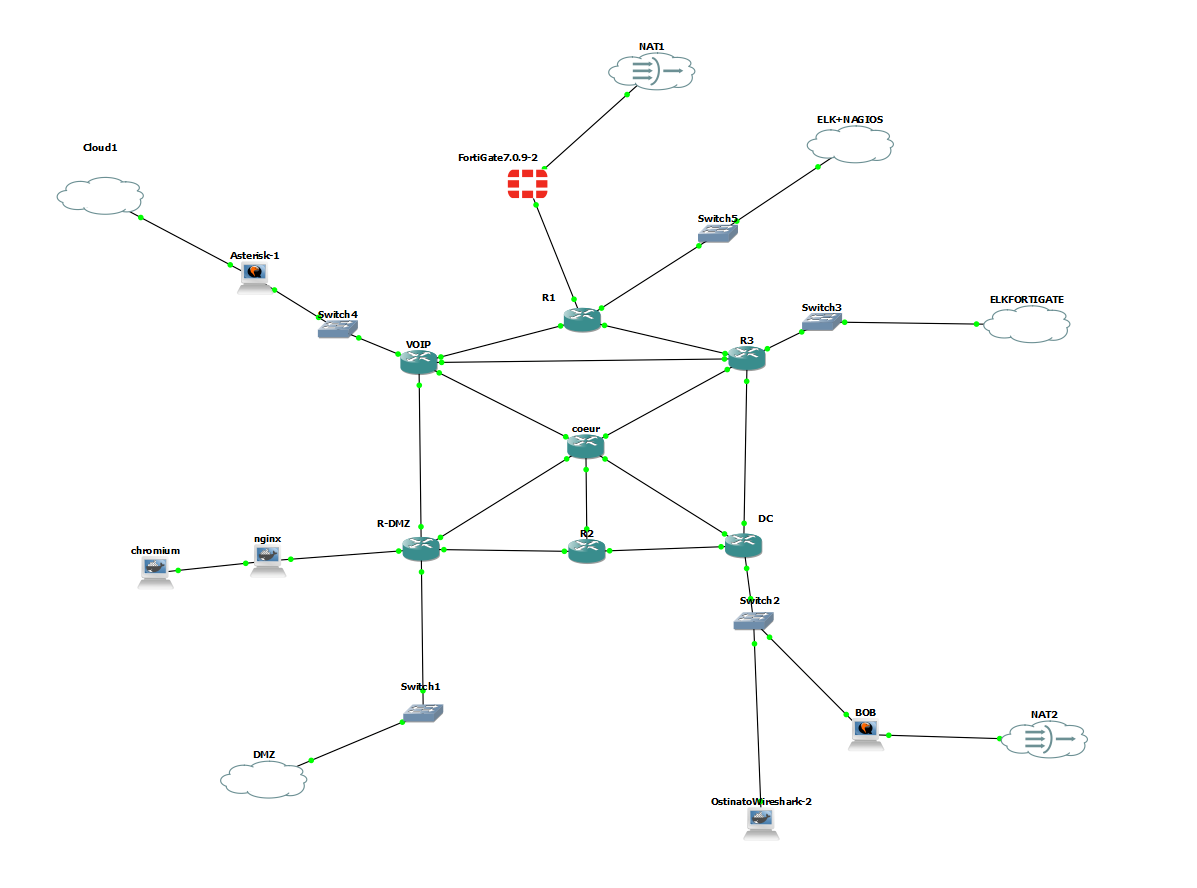 NAT1
ELK+NAGIOS
Cloud1
FortiGate7.0.9-2
Switch5
Asterisk-1
R1
ELKFORTIGATE
Switch4
Switch3
VOIP
R3
coeur
R-DMZ
R2
DC
nginx
chromium
Switch2
Switch1
BOB
NAT2
DMZ
OstinatoWireshark-2